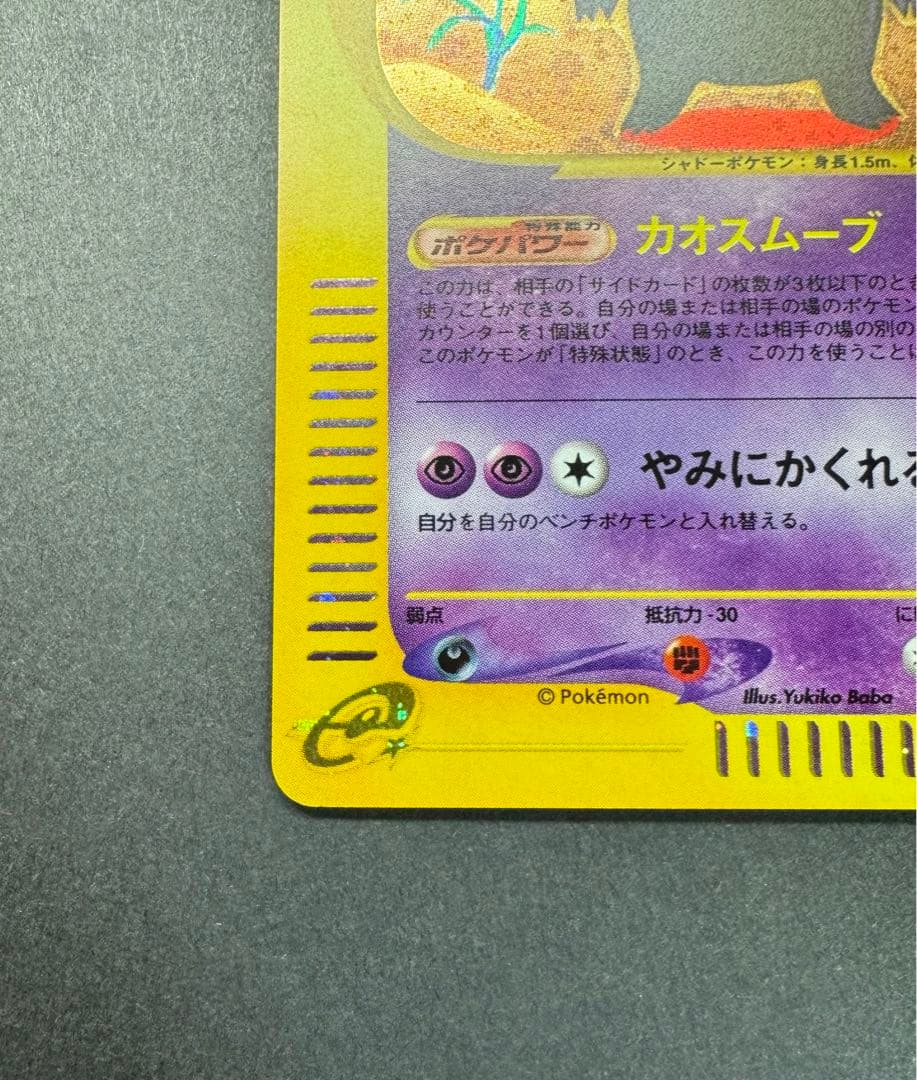 シャドーポケモン：身長1.5m、
特殊能力
ポケパワー
カオスムーブ
この力は、相手の「サイドカード」の枚数が3枚以下のとき
使うことができる。自分の場または相手の場のポケモン
カウンターを1個選び、自分の場または相手の場の別の
このポケモンが「特殊状態」のとき、この力を使うことに
やみにかくれる
自分を自分のベンチポケモンと入れ替える。
弱点 抵抗力 -30 に
© Pokémon Illus. Yukiko Baba
e